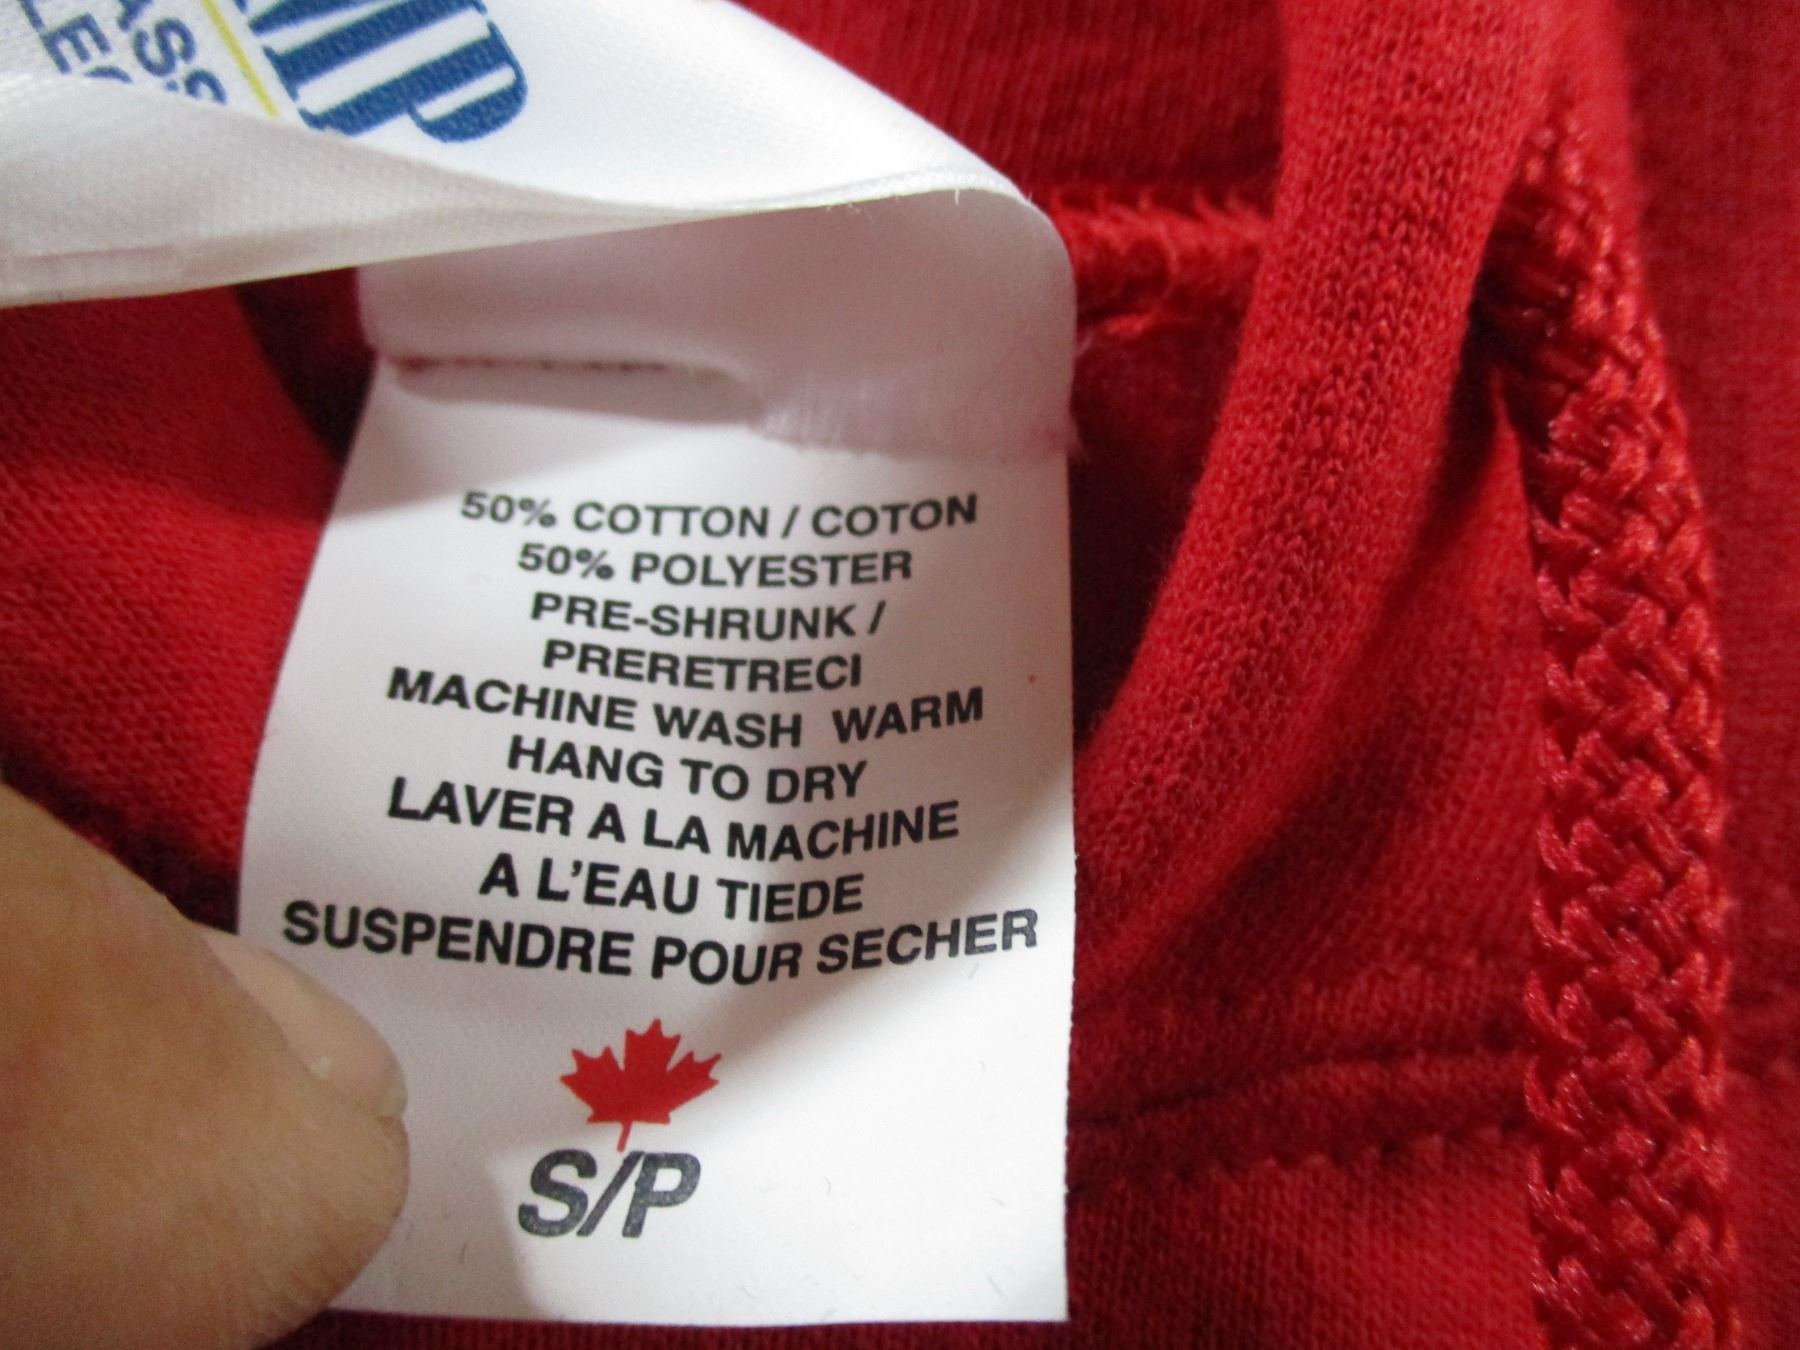 50% COTTON / COTON
50% POLYESTER
PRE-SHRUNK /
PRERETRECI
MACHINE WASH WARM
HANG TO DRY
LAVER A LA MACHINE
A L'EAU TIEDE
SUSPENDRE POUR SECHER
S/P